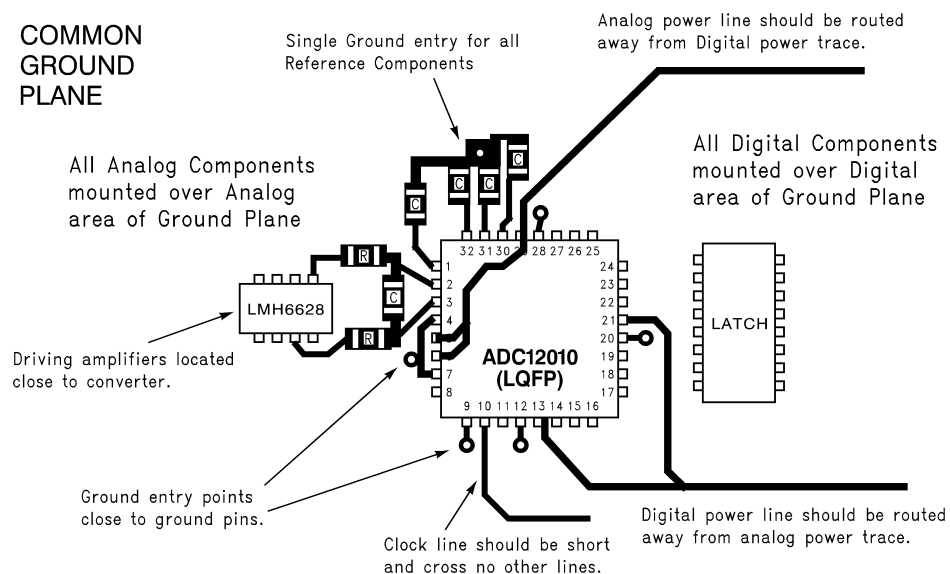 COMMON
GROUND
PLANE
Single Ground entry for all
Reference Components
Analog power line should be routed
away from Digital power trace.
All Analog Components
mounted over Analog
area of Ground Plane
All Digital Components
mounted over Digital
area of Ground Plane
C
C
C
C
R
C
R
32 31 30 28 27 26 25
1
2
3
4
7
8
24
23
22
21
20
19
18
17
9 10 11 12 13 14 15 16
LMH6628
ADC12010
(LQFP)
LATCH
Driving amplifiers located
close to converter.
Ground entry points
close to ground pins.
Clock line should be short
and cross no other lines.
Digital power line should be routed
away from analog power trace.